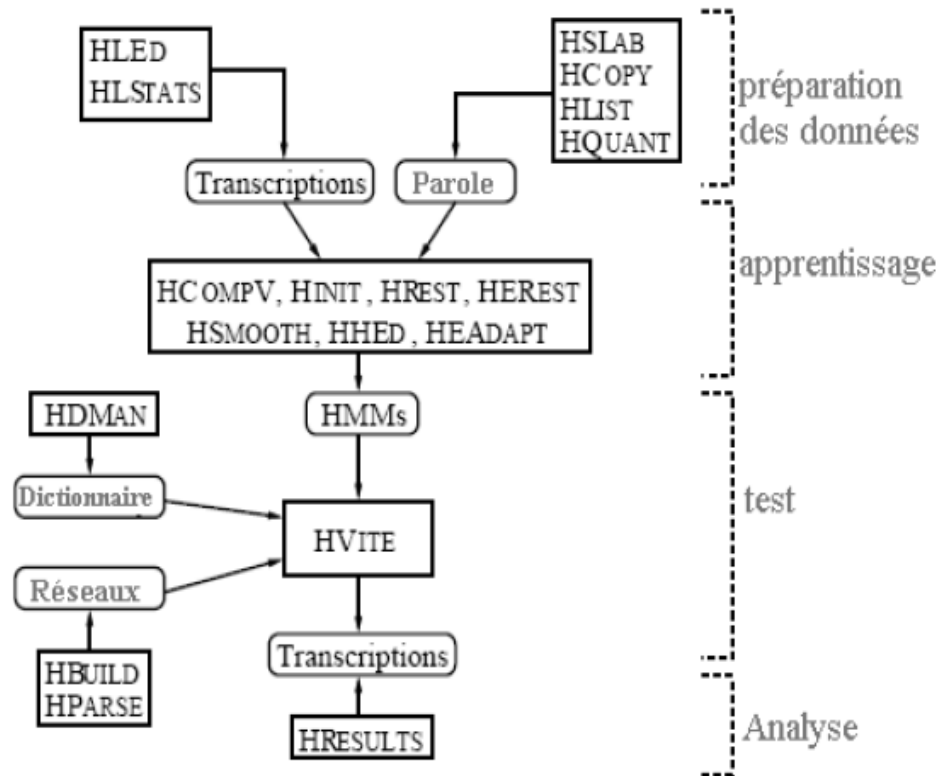 HLED
HLSTATS
HSLAB
HCOPY
HLIST
HQUANT
préparation
des données
Transcriptions
Parole
apprentissage
HCOMPV, HINIT, HREST, HEREST
HSMOOTH, HHED, HEADAPT
HDMAN
HMMs
Dictionnaire
test
HVITE
Réseaux
Transcriptions
HBUILD
HPARSE
HRESULTS
Analyse